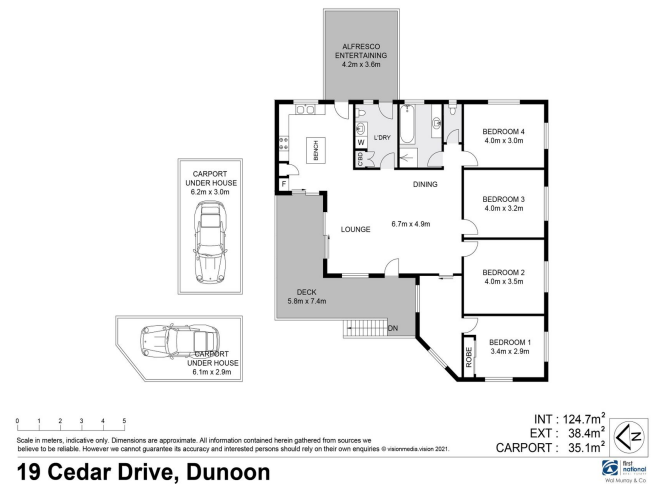 ALFRESCO
ENTERTAINING
4.2m x 3.6m
BENCH
L'DRY
W
C'BD
F
BEDROOM 4
4.0m x 3.0m
CARPORT
UNDER HOUSE
6.2m x 3.0m
DINING
BEDROOM 3
4.0m x 3.2m
LOUNGE
6.7m x 4.9m
BEDROOM 2
4.0m x 3.5m
DECK
5.8m x 7.4m
DN
CARPORT
UNDER HOUSE
6.1m x 2.9m
ROBE
BEDROOM 1
3.4m x 2.9m
0 1 2 3 4 5
INT : 124.7m²
EXT : 38.4m²
CARPORT : 35.1m²
N
Scale in meters, indicative only. Dimensions are approximate. All information contained herein gathered from sources we
believe to be reliable. However we cannot guarantee its accuracy and interested persons should rely on their own enquiries © visionmedia.vision 2021.
19 Cedar Drive, Dunoon
first
national
REAL ESTATE
Wal Murray & Co